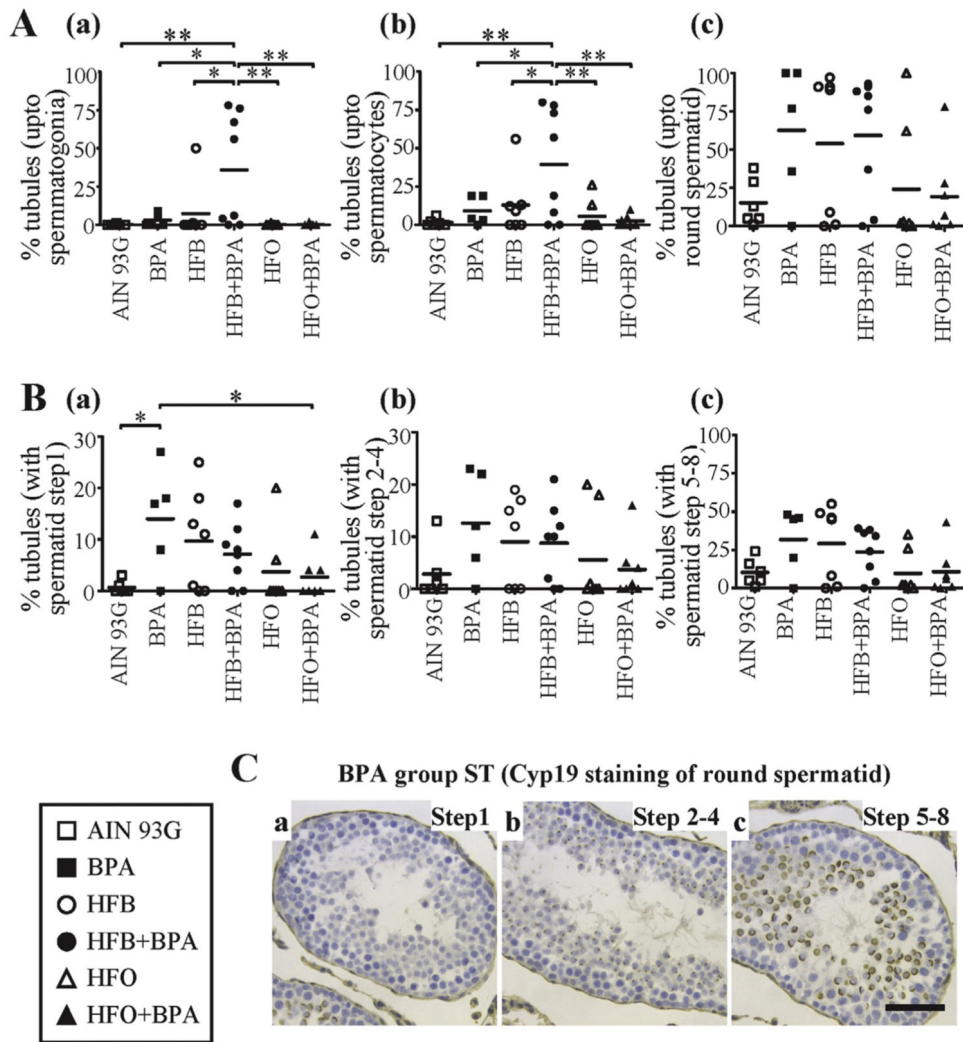 A
(a)
** 
**
*
*
**
% tubules (upto
spermatogonia)
100
75
50
25
0
AIN 93G
BPA
HFB
HFB+BPA
HFO
HFO+BPA
(b)
**
**
*
*
**
% tubules (upto
spermatocytes)
100
75
50
25
0
AIN 93G
BPA
HFB
HFB+BPA
HFO
HFO+BPA
(c)
% tubules (upto
round spermatid)
100
75
50
25
0
AIN 93G
BPA
HFB
HFB+BPA
HFO
HFO+BPA
B
(a)
*
*
% tubules (with
spermatid step1)
30
20
10
0
AIN 93G
BPA
HFB
HFB+BPA
HFO
HFO+BPA
(b)
% tubules (with
spermatid step 2-4)
30
20
10
0
AIN 93G
BPA
HFB
HFB+BPA
HFO
HFO+BPA
(c)
% tubules (with
spermatid step 5-8)
100
75
50
25
0
AIN 93G
BPA
HFB
HFB+BPA
HFO
HFO+BPA
C
BPA group ST (Cyp19 staining of round spermatid)
a Step1
b Step 2-4
c Step 5-8
AIN 93G
BPA
HFB
HFB+BPA
HFO
HFO+BPA